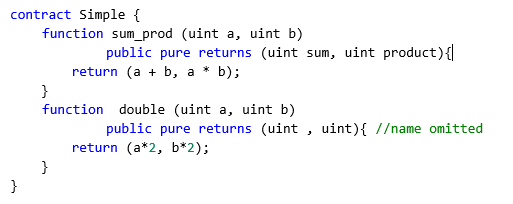 contract Simple {
    function sum_prod (uint a, uint b)
            public pure returns (uint sum, uint product){
        return (a + b, a * b);
    }
    function  double (uint a, uint b)
            public pure returns (uint , uint){ //name omitted
        return (a*2, b*2);
    }
}